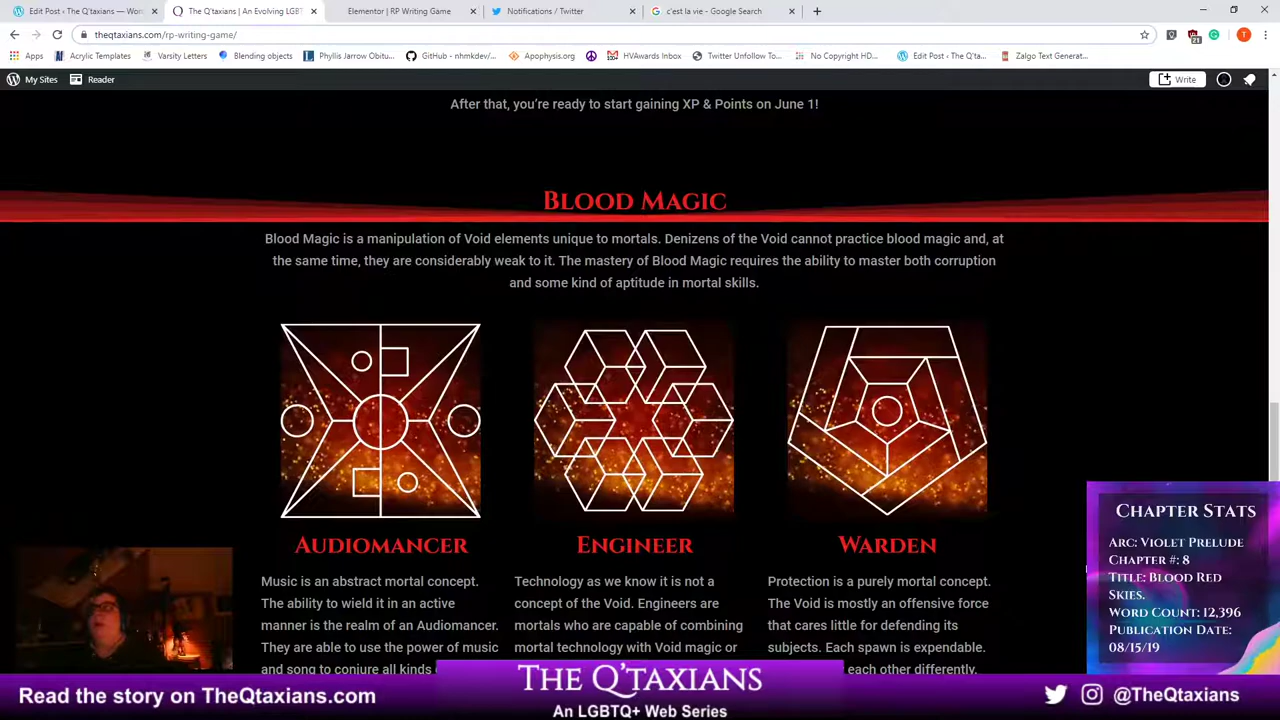 Edit Post ‹ The Q'taxians — Wo
The Q'taxians | An Evolving LGBT
Elementor | RP Writing Game
Notifications / Twitter
c'est la vie - Google Search
theqtaxians.com/rp-writing-game/
21
T
Apps
Acrylic Templates
Varsity Letters
Blending objects
Phyllis Jarrow Obitu...
GitHub - nhmkdev/...
Apophysis.org
HVAwards Inbox
Twitter Unfollow To...
No Copyright HD...
Edit Post ‹ The Q'ta...
Zalgo Text Generat...
My Sites
Reader
Write
After that, you're ready to start gaining XP & Points on June 1!
Blood Magic
Blood Magic is a manipulation of Void elements unique to mortals. Denizens of the Void cannot practice blood magic and, at
the same time, they are considerably weak to it. The mastery of Blood Magic requires the ability to master both corruption
and some kind of aptitude in mortal skills.
Audiomancer
Music is an abstract mortal concept.
The ability to wield it in an active
manner is the realm of an Audiomancer.
They are able to use the power of music
and song to conjure all kinds
Engineer
Technology as we know it is not a
concept of the Void. Engineers are
mortals who are capable of combining
mortal technology with Void magic or
Warden
Protection is a purely mortal concept.
The Void is mostly an offensive force
that cares little for defending its
subjects. Each spawn is expendable.
each other differently.
Chapter Stats
Arc: Violet Prelude
Chapter #: 8
Title: Blood Red
Skies.
Word Count: 12,396
Publication Date:
08/15/19
Read the story on TheQtaxians.com
The Q'taxians
An LGBTQ+ Web Series
@TheQtaxians